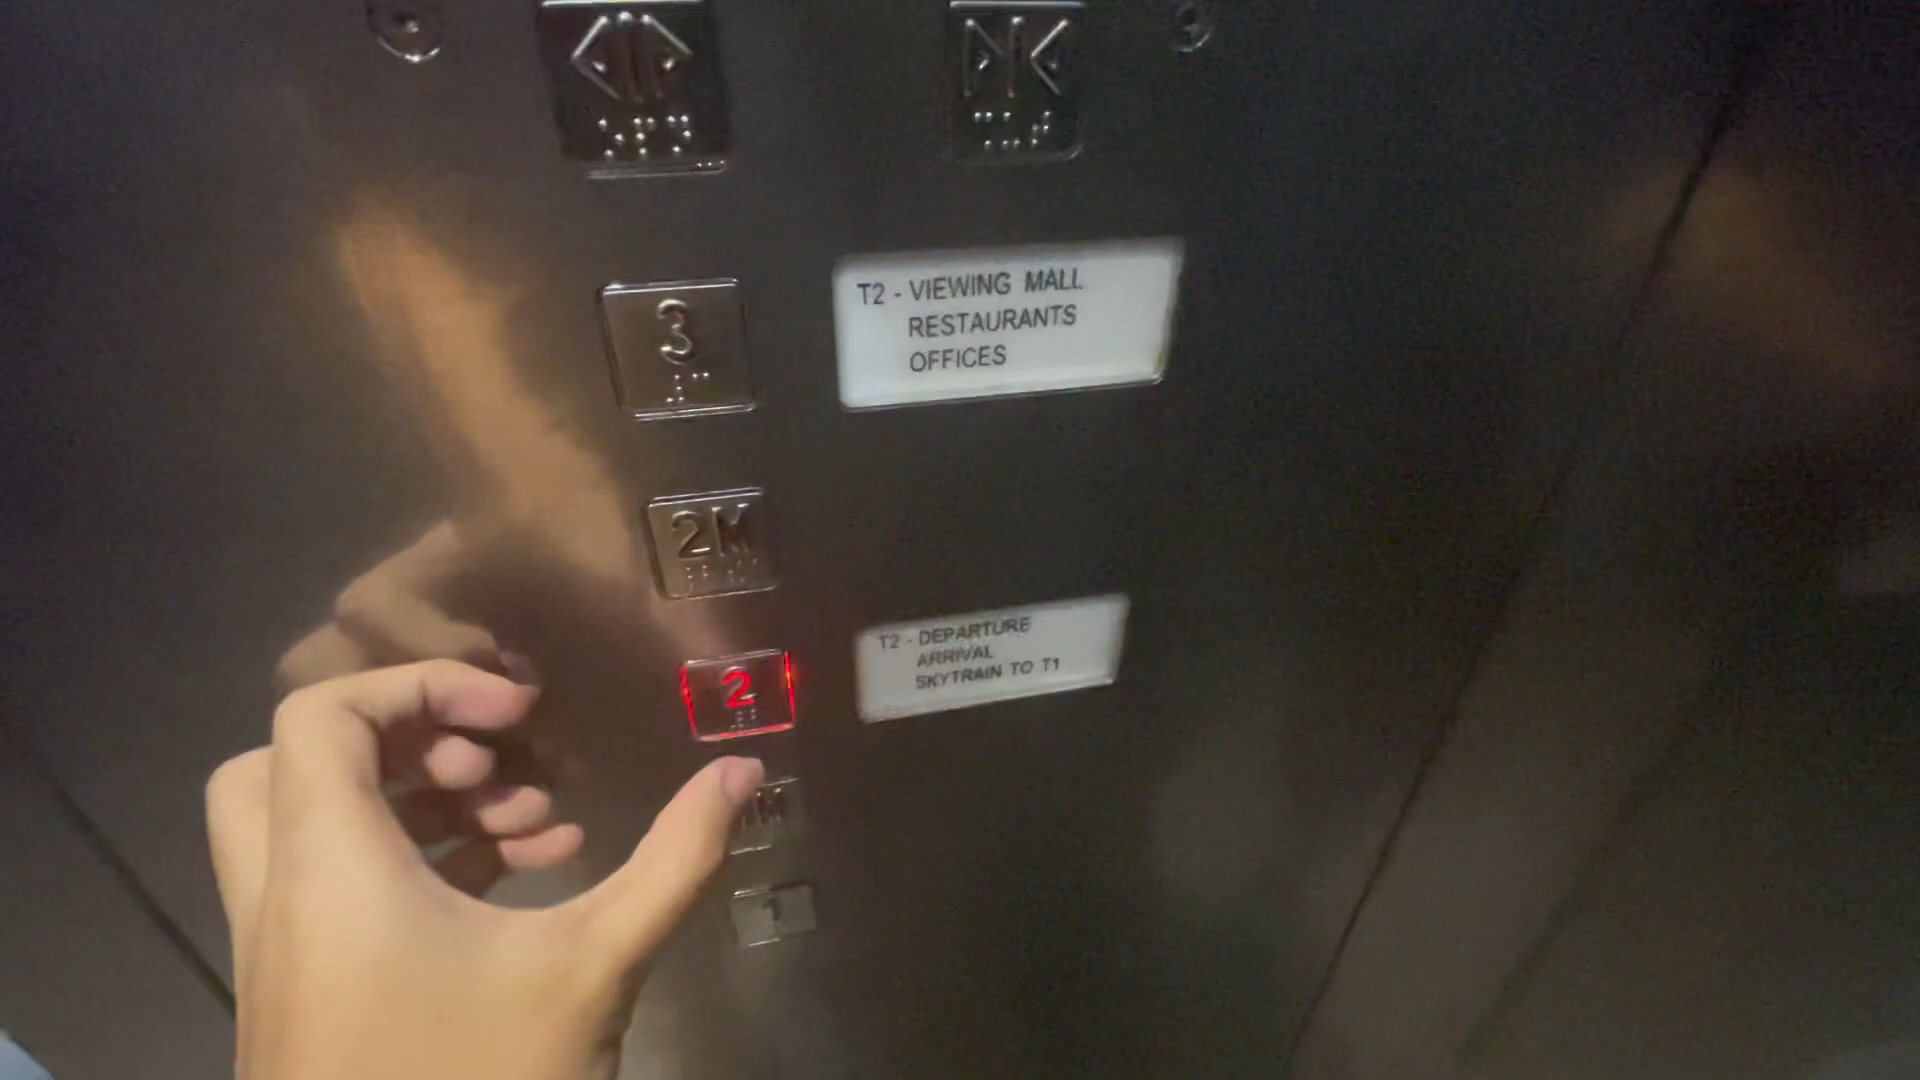 3
T2 - VIEWING MALL
RESTAURANTS
OFFICES
2M
2
T2 - DEPARTURE
ARRIVAL
SKYTRAIN TO T1
1